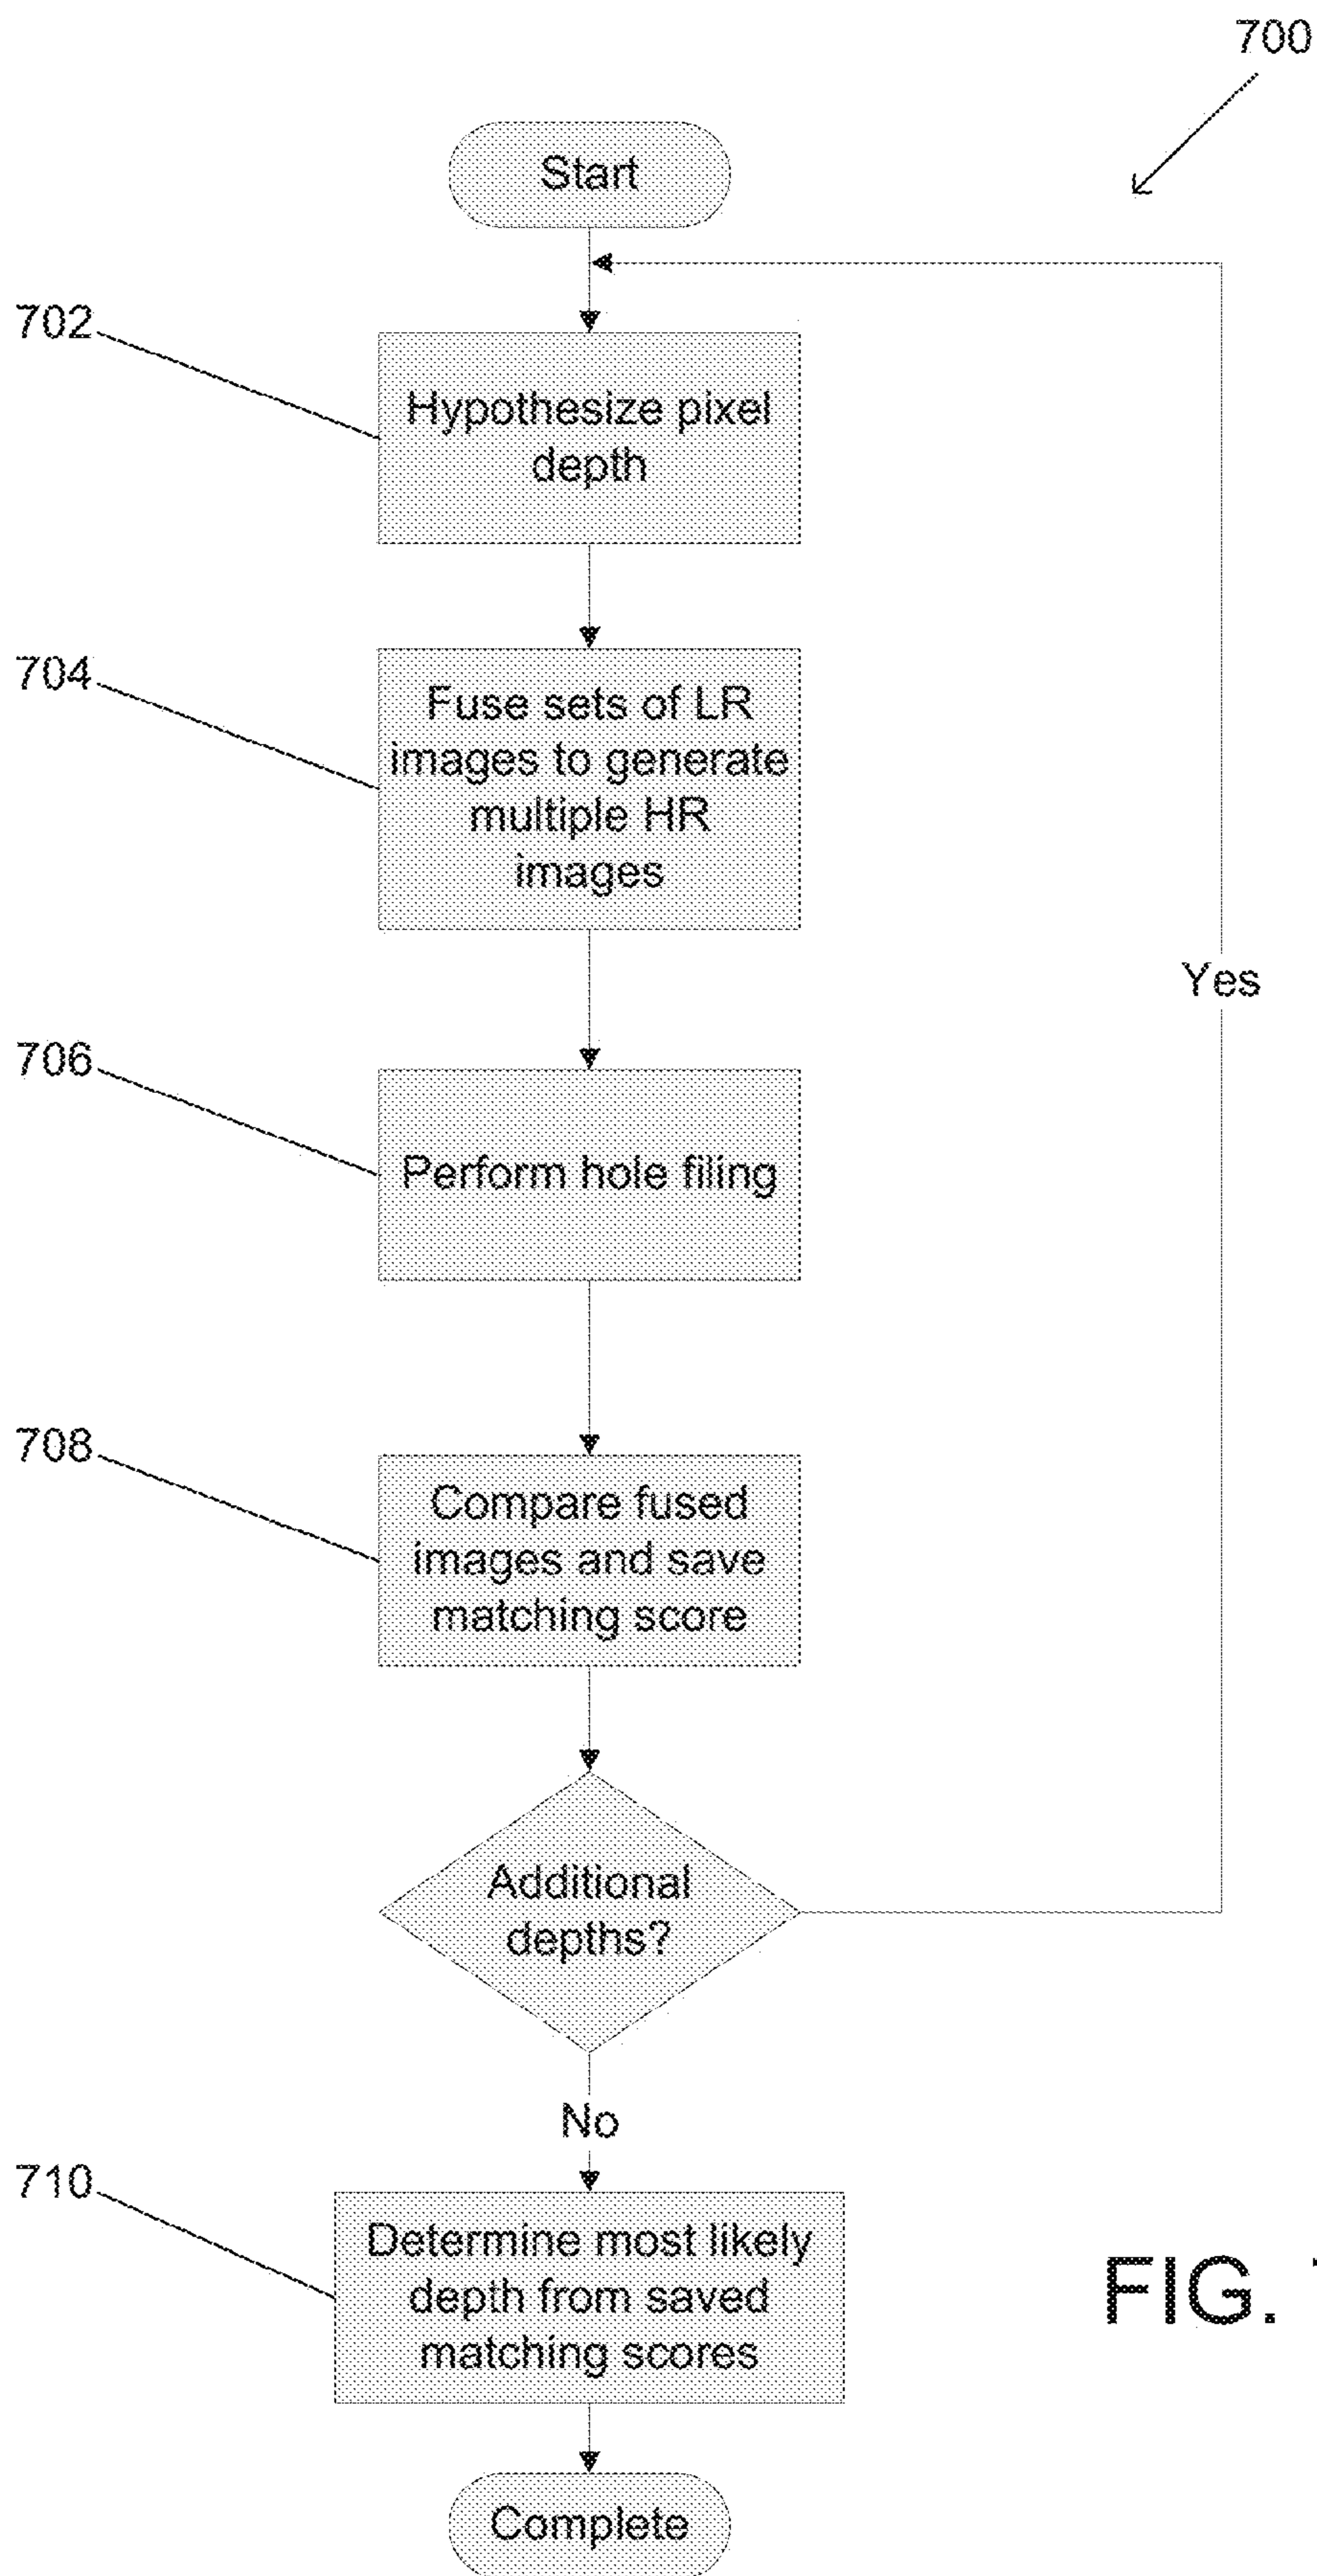 700
Start
702
Hypothesize pixel
depth
704
Fuse sets of LR
images to generate
multiple HR
images
Yes
706
Perform hole filing
708
Compare fused
images and save
matching score
Additional
depths?
No
710
Determine most likely
depth from saved
matching scores
FIG.
Complete